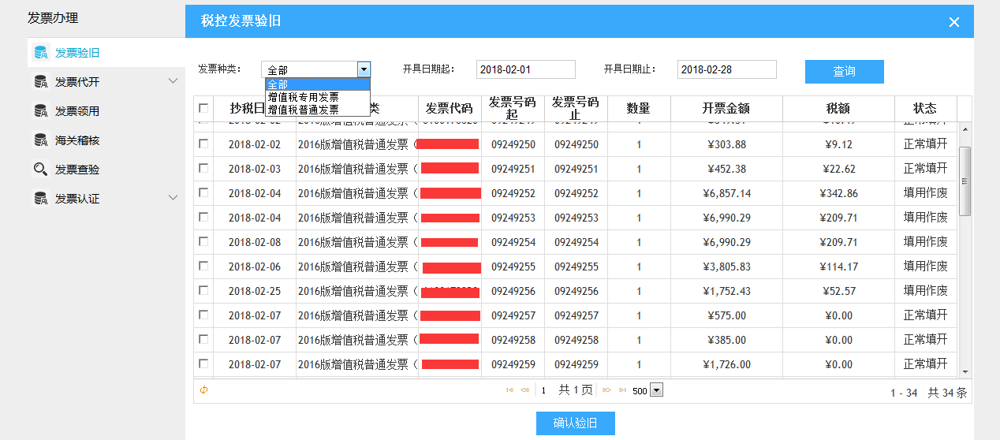 发票办理
税控发票验旧
发票验旧
发票代开
发票领用
海关稽核
发票查验
发票认证
发票种类： 全部 开具日期起： 2018-02-01 开具日期止： 2018-02-28 查询
全部
增值税专用发票
增值税普通发票
抄税日 类 发票代码 发票号码起 发票号码止 数量 开票金额 税额 状态
2018-02-02 2016版增值税普通发票（ 09249250 09249250 1 ¥303.88 ¥9.12 正常填开
2018-02-03 2016版增值税普通发票（ 09249251 09249251 1 ¥452.38 ¥22.62 正常填开
2018-02-04 2016版增值税普通发票（ 09249252 09249252 1 ¥6,857.14 ¥342.86 填用作废
2018-02-04 2016版增值税普通发票（ 09249253 09249253 1 ¥6,990.29 ¥209.71 填用作废
2018-02-08 2016版增值税普通发票（ 09249254 09249254 1 ¥6,990.29 ¥209.71 填用作废
2018-02-06 2016版增值税普通发票（ 09249255 09249255 1 ¥3,805.83 ¥114.17 填用作废
2018-02-25 2016版增值税普通发票（ 09249256 09249256 1 ¥1,752.43 ¥52.57 填用作废
2018-02-07 2016版增值税普通发票（ 09249257 09249257 1 ¥575.00 ¥0.00 正常填开
2018-02-07 2016版增值税普通发票（ 09249258 09249258 1 ¥385.00 ¥0.00 正常填开
2018-02-07 2016版增值税普通发票（ 09249259 09249259 1 ¥1,726.00 ¥0.00 正常填开
1 共 1 页 500 1 - 34 共 34 条
确认验旧